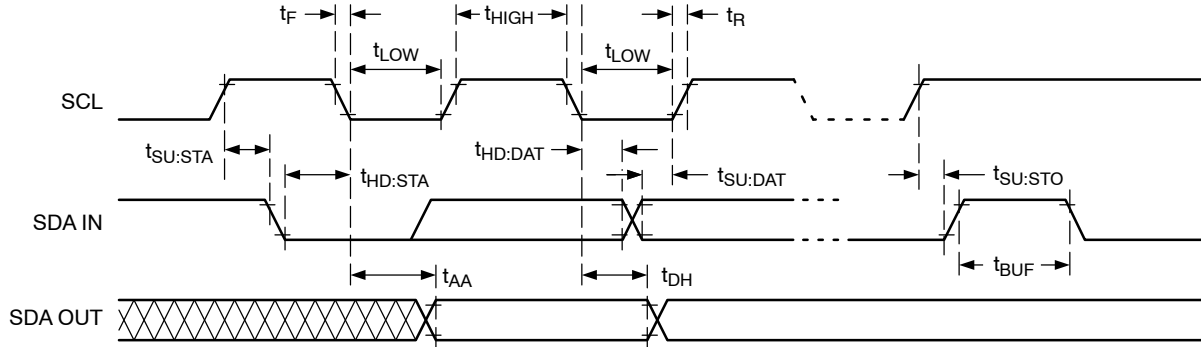 tF
tHIGH
tR
tLOW
tLOW
SCL
tSU:STA
tHD:STA
tHD:DAT
tSU:DAT
tSU:STO
SDA IN
tAA
tDH
tBUF
SDA OUT